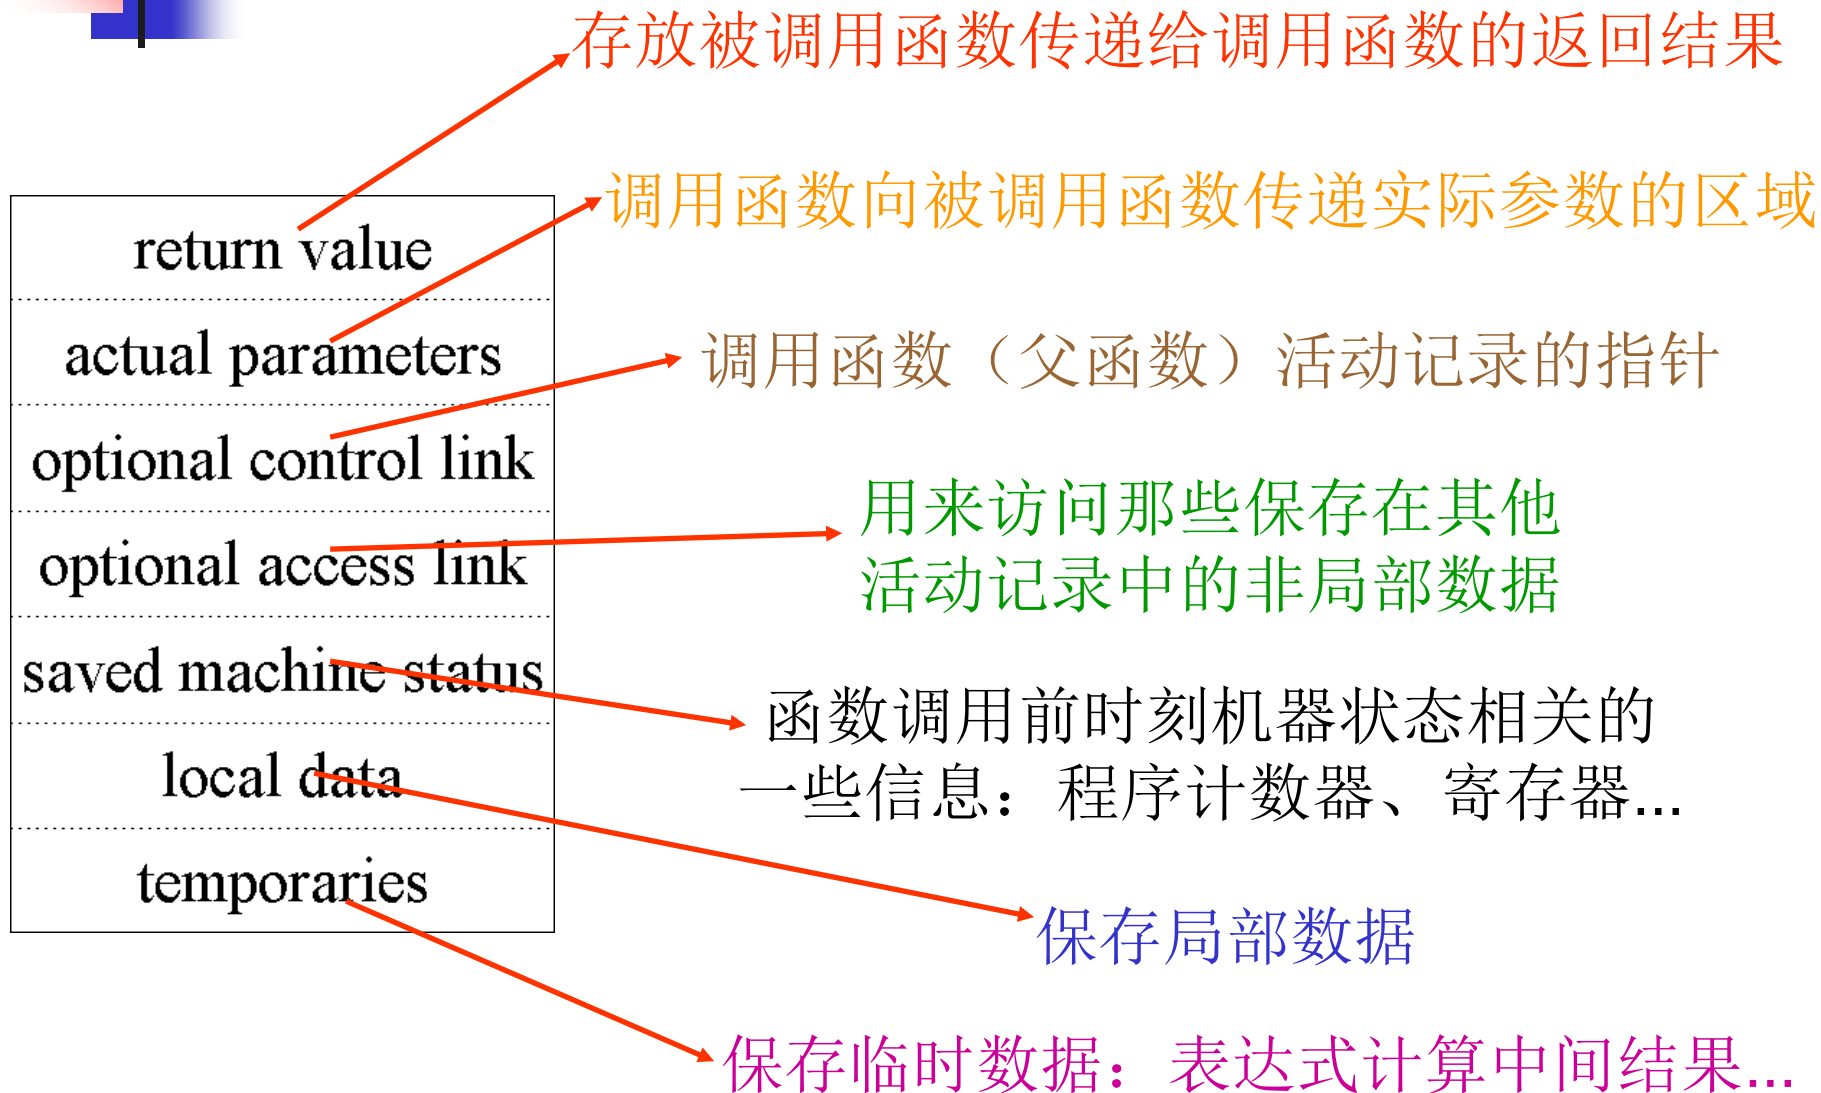 存放被调用函数传递给调用函数的返回结果
return value
调用函数向被调用函数传递实际参数的区域
actual parameters
调用函数（父函数）活动记录的指针
optional control link
用来访问那些保存在其他
活动记录中的非局部数据
optional access link
saved machine status
函数调用前时刻机器状态相关的
一些信息：程序计数器、寄存器...
local data
保存局部数据
temporaries
保存临时数据：表达式计算中间结果...